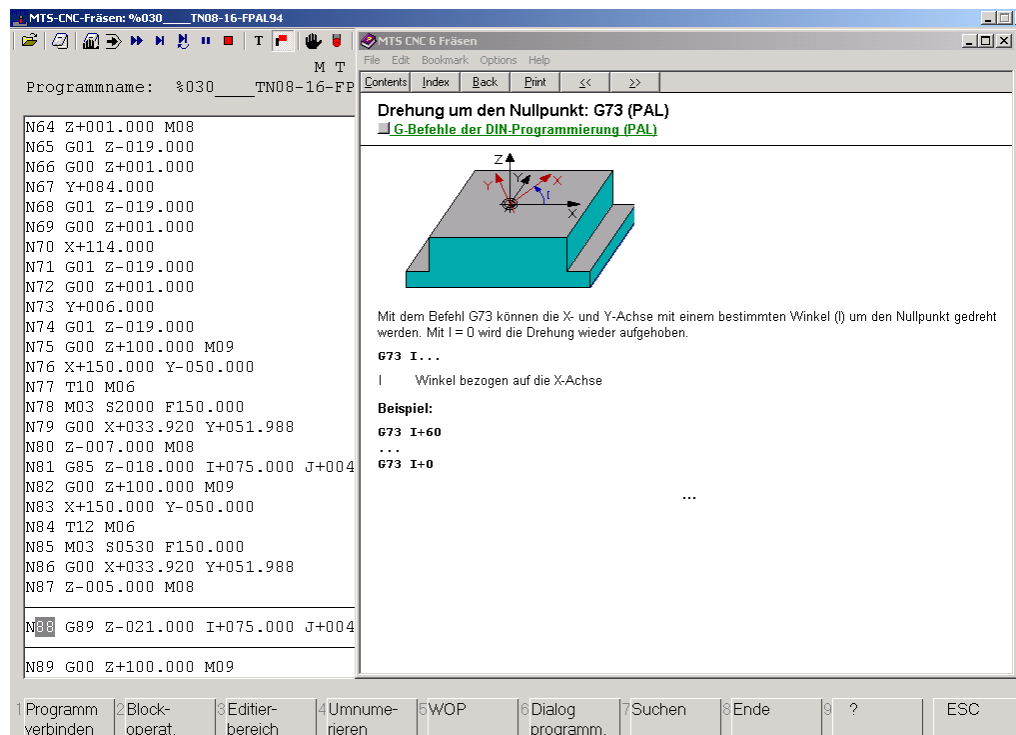 MTS-CNC-Fräsen: %030____TN08-16-FPAL94
T
M T
Programmname: %030____TN08-16-FP
N64 Z+001.000 M08
N65 G01 Z-019.000
N66 G00 Z+001.000
N67 Y+084.000
N68 G01 Z-019.000
N69 G00 Z+001.000
N70 X+114.000
N71 G01 Z-019.000
N72 G00 Z+001.000
N73 Y+006.000
N74 G01 Z-019.000
N75 G00 Z+100.000 M09
N76 X+150.000 Y-050.000
N77 T10 M06
N78 M03 S2000 F150.000
N79 G00 X+033.920 Y+051.988
N80 Z-007.000 M08
N81 G85 Z-018.000 I+075.000 J+004
N82 G00 Z+100.000 M09
N83 X+150.000 Y-050.000
N84 T12 M06
N85 M03 S0530 F150.000
N86 G00 X+033.920 Y+051.988
N87 Z-005.000 M08
N88 G89 Z-021.000 I+075.000 J+004
N89 G00 Z+100.000 M09
MTS CNC 6 Fräsen
File Edit Bookmark Options Help
Contents Index Back Print << >>
Drehung um den Nullpunkt: G73 (PAL)
G-Befehle der DIN-Programmierung (PAL)
Z
Y Y X
I
X
Mit dem Befehl G73 können die X- und Y-Achse mit einem bestimmten Winkel (I) um den Nullpunkt gedreht
werden. Mit I = 0 wird die Drehung wieder aufgehoben.
G73 I...
I Winkel bezogen auf die X-Achse
Beispiel:
G73 I+60
...
G73 I+0
...
1 Programm verbinden
2 Block-operat.
3 Editier-bereich
4 Umnume-rieren
5 WOP
6 Dialog programm.
7 Suchen
8 Ende
9 ?
ESC